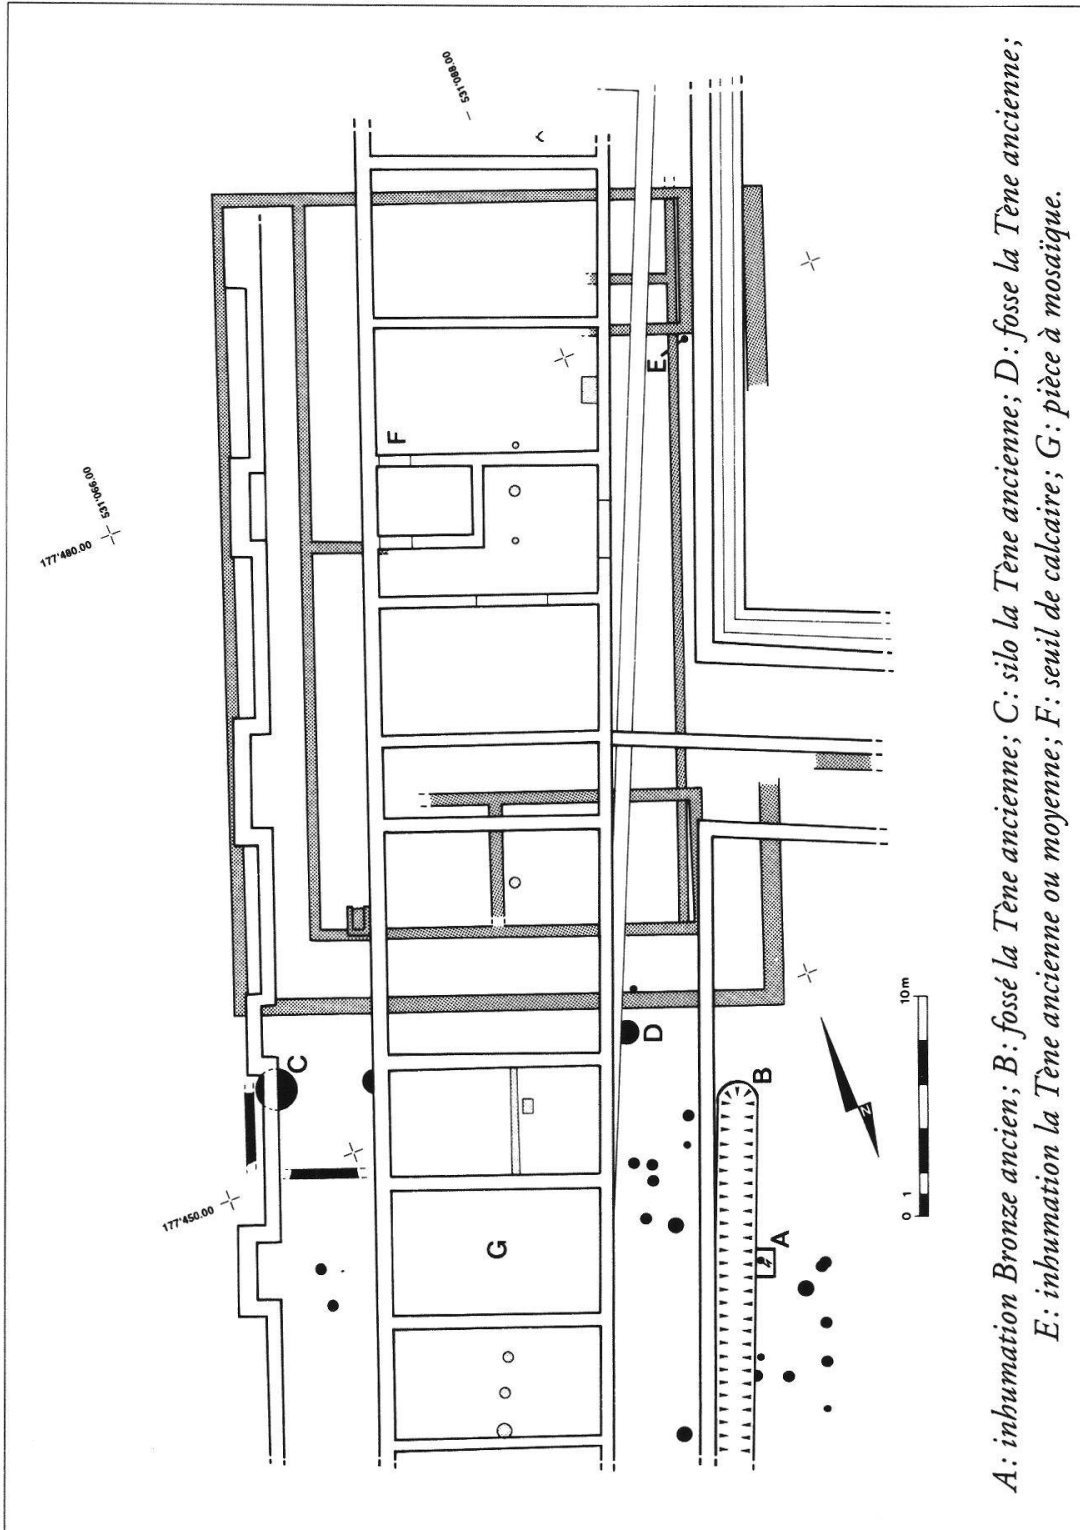 531'088.00
531'066.00
177'480.00
F
E
C
D
B
177'450.00
G
A
N
0 1 10m
A: inhumation Bronze ancien; B: fossé la Tène ancienne; C: silo la Tène ancienne; D: fosse la Tène ancienne;
E: inhumation la Tène ancienne ou moyenne; F: seuil de calcaire; G: pièce à mosaïque.